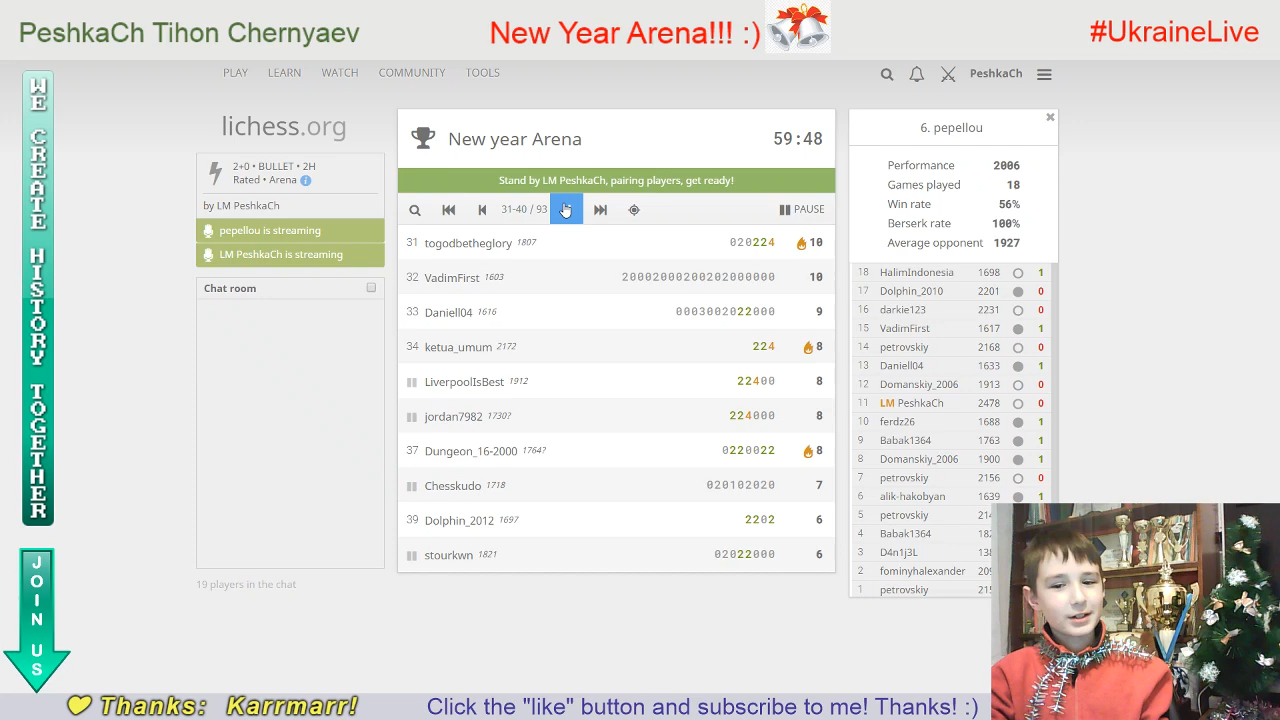 PeshkaCh Tihon Chernyaev
New Year Arena!!! :)
#UkraineLive
WE CREATE HISTORY TOGETHER
JOIN US
PLAY LEARN WATCH COMMUNITY TOOLS
PeshkaCh
lichess.org
2+0 • BULLET • 2H
Rated • Arena
by LM PeshkaCh
pepellou is streaming
LM PeshkaCh is streaming
Chat room
19 players in the chat
New year Arena 59:48
Stand by LM PeshkaCh, pairing players, get ready!
31-40 / 93 PAUSE
31 togodbetheglory 1807 020224 10
32 VadimFirst 1603 20002000200202000000 10
33 Daniell04 1616 0003002022000 9
34 ketua_umum 2172 224 8
LiverpoolIsBest 1912 22400 8
jordan7982 1730? 224000 8
37 Dungeon_16-2000 1764? 0220022 8
Chesskudo 1718 020102020 7
39 Dolphin_2012 1697 2202 6
stourkwn 1821 02022000 6
6. pepellou
Performance 2006
Games played 18
Win rate 56%
Berserk rate 100%
Average opponent 1927
18 HalimIndonesia 1698 1
17 Dolphin_2010 2201 0
16 darkie123 2231 0
15 VadimFirst 1617 1
14 petrovskiy 2168 0
13 Daniell04 1633 1
12 Domanskiy_2006 1913 0
11 LM PeshkaCh 2478 0
10 ferdz26 1688 1
9 Babak1364 1763 1
8 Domanskiy_2006 1900 1
7 petrovskiy 2156 0
6 alik-hakobyan 1639 1
5 petrovskiy
4 Babak1364
3 D4n1j3L
2 fominyhalexander
1 petrovskiy
Thanks: Karrmarr!
Click the "like" button and subscribe to me! Thanks! :)